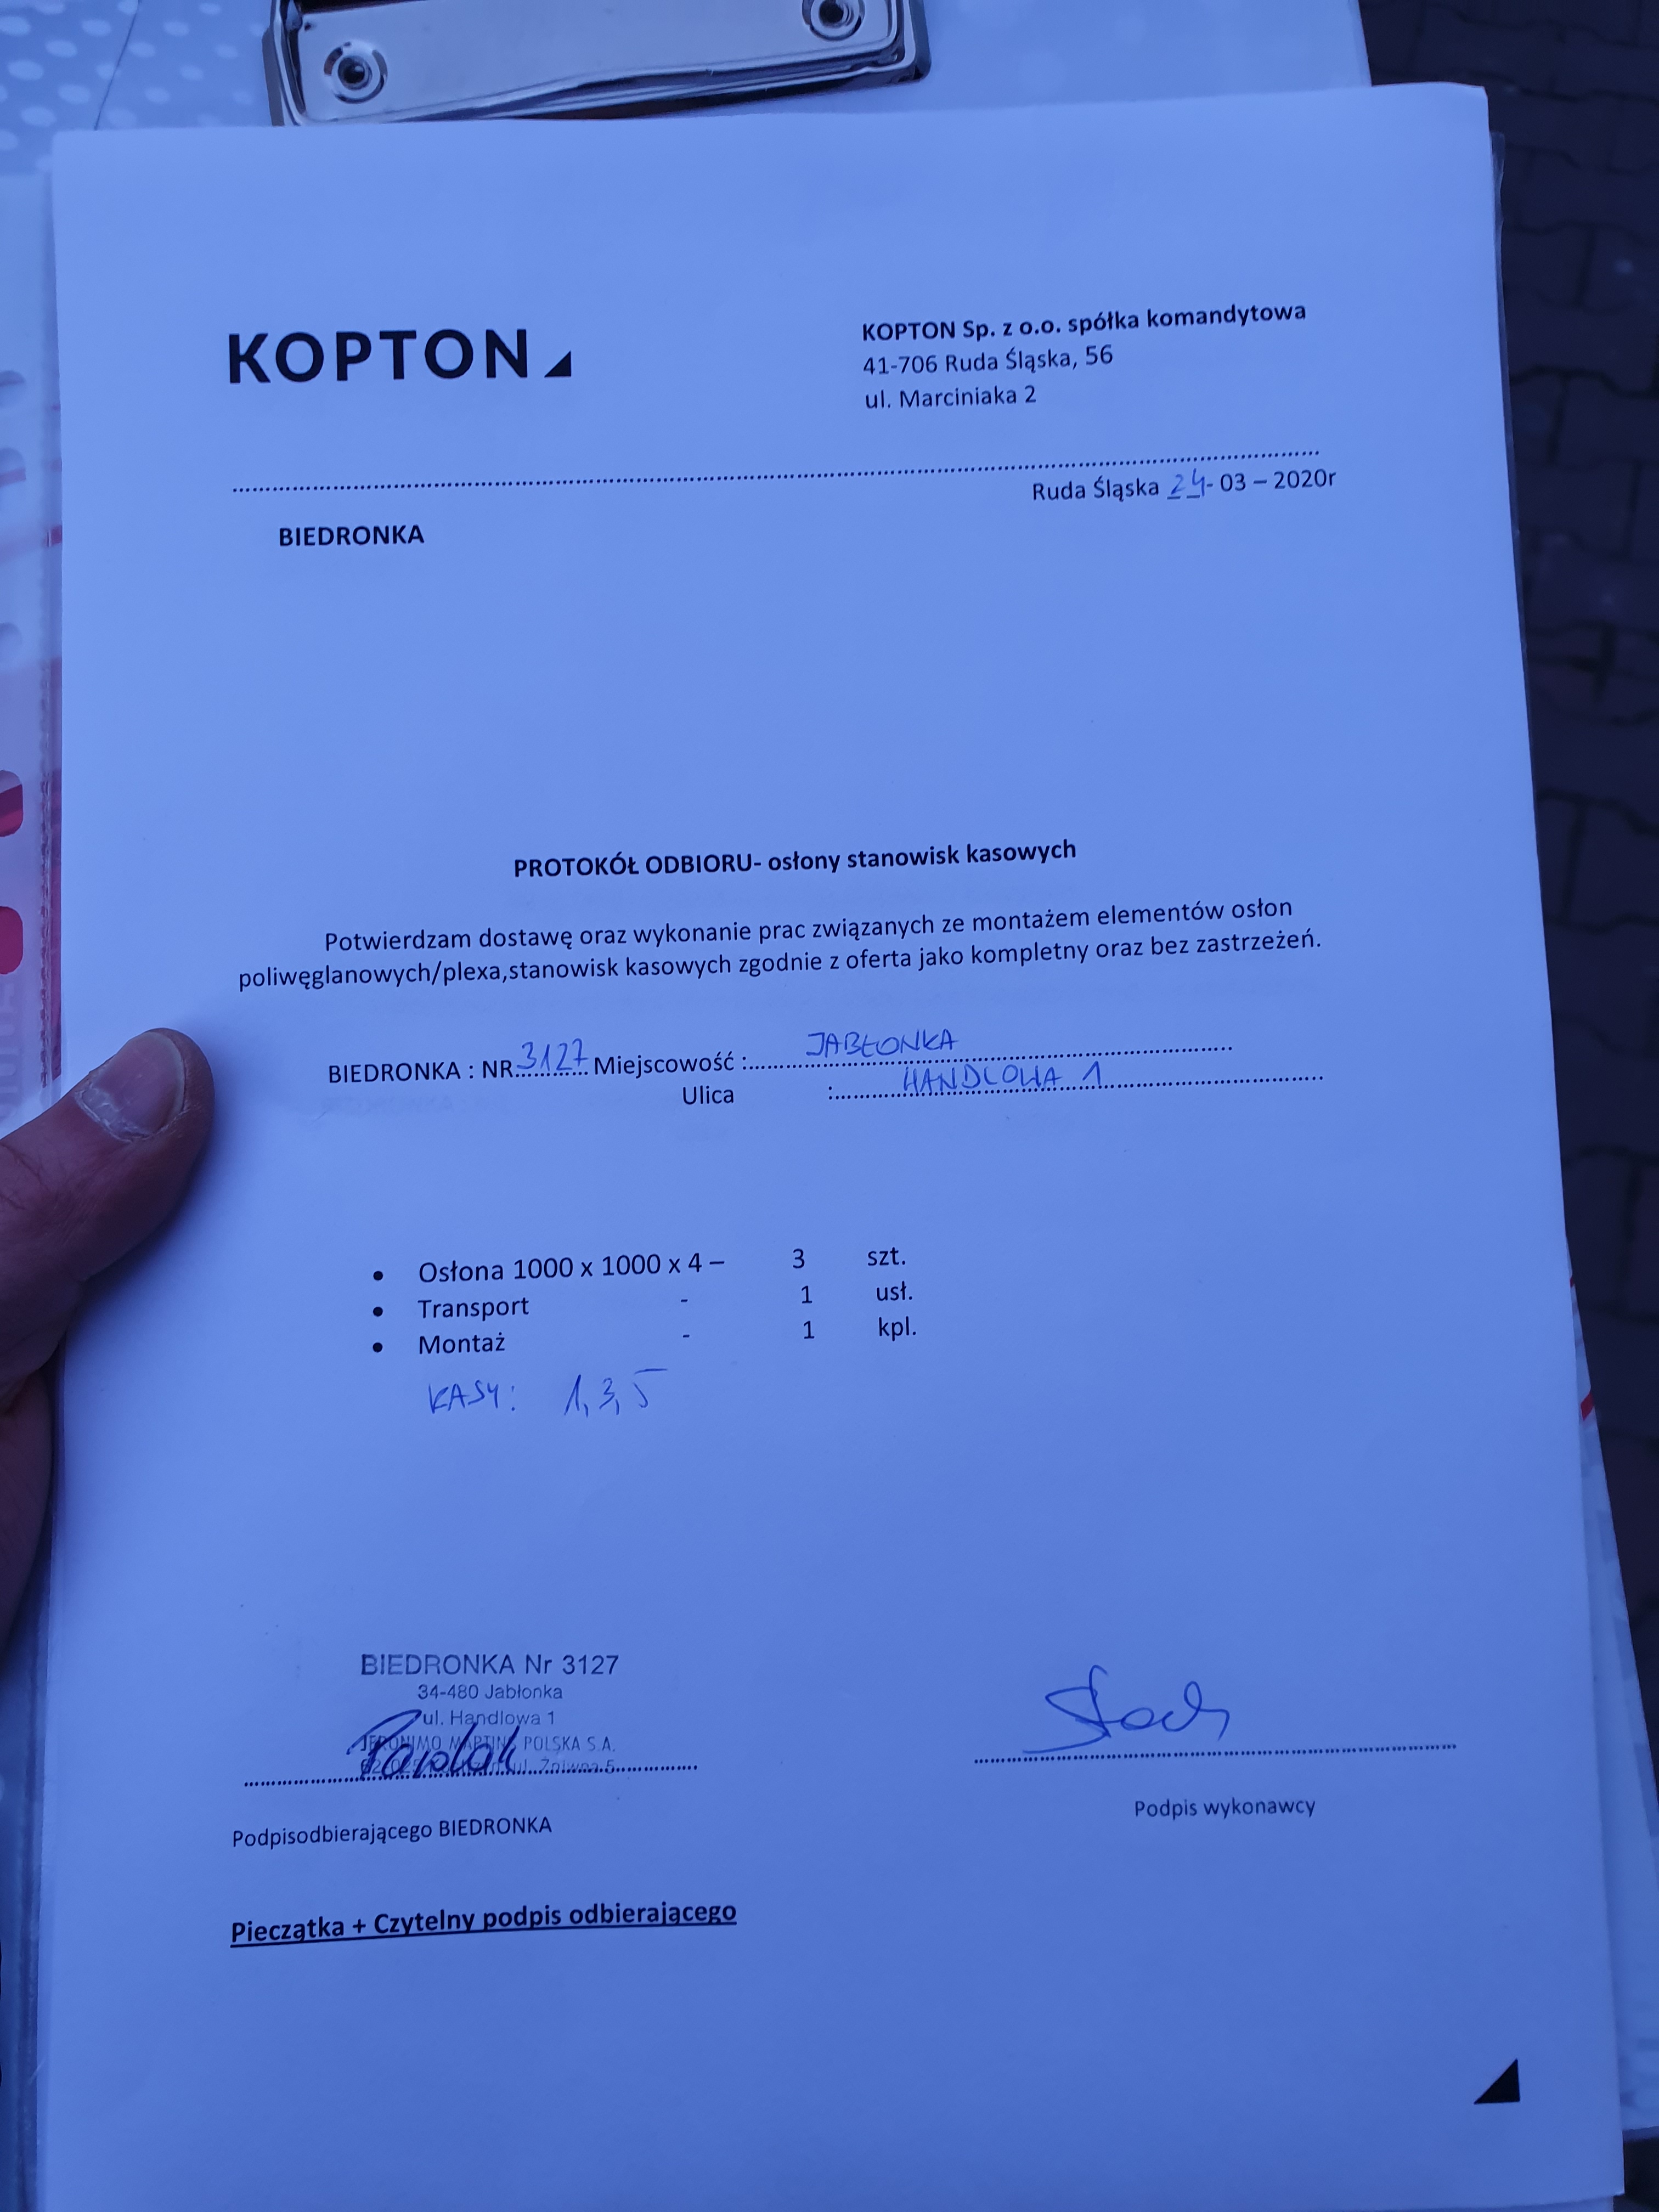 KOPTON
KOPTON Sp. z o.o. spółka komandytowa
41-706 Ruda Śląska, 56
ul. Marciniaka 2
Ruda Śląska 24- 03 – 2020r
BIEDRONKA
PROTOKÓŁ ODBIORU- osłony stanowisk kasowych
Potwierdzam dostawę oraz wykonanie prac związanych ze montażem elementów osłon
poliwęglanowych/plexa,stanowisk kasowych zgodnie z oferta jako kompletny oraz bez zastrzeżeń.
BIEDRONKA : NR 3127 Miejscowość : JABŁONKA
Ulica : HANDLOWA 1
• Osłona 1000 x 1000 x 4 – 3 szt.
• Transport - 1 usł.
• Montaż - 1 kpl.
KASY: 1, 3, 5
BIEDRONKA Nr 3127
34-480 Jabłonka
ul. Handlowa 1
JERONIMO MARTINS POLSKA S.A.
ul. Żniwna 5
Podpisodbierającego BIEDRONKA
Podpis wykonawcy
Pieczątka + Czytelny podpis odbierającego